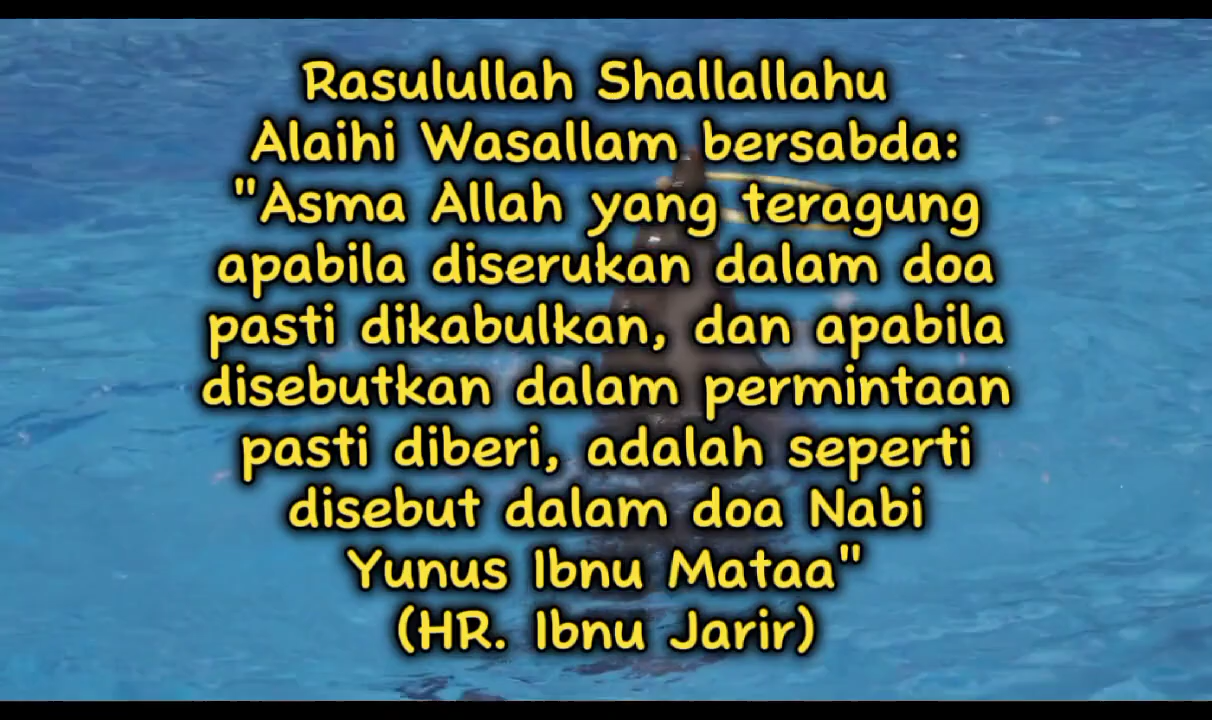 Rasulullah Shallallahu
Alaihi Wasallam bersabda:
"Asma Allah yang teragung
apabila diserukan dalam doa
pasti dikabulkan, dan apabila
disebutkan dalam permintaan
pasti diberi, adalah seperti
disebut dalam doa Nabi
Yunus Ibnu Mataa"
(HR. Ibnu Jarir)